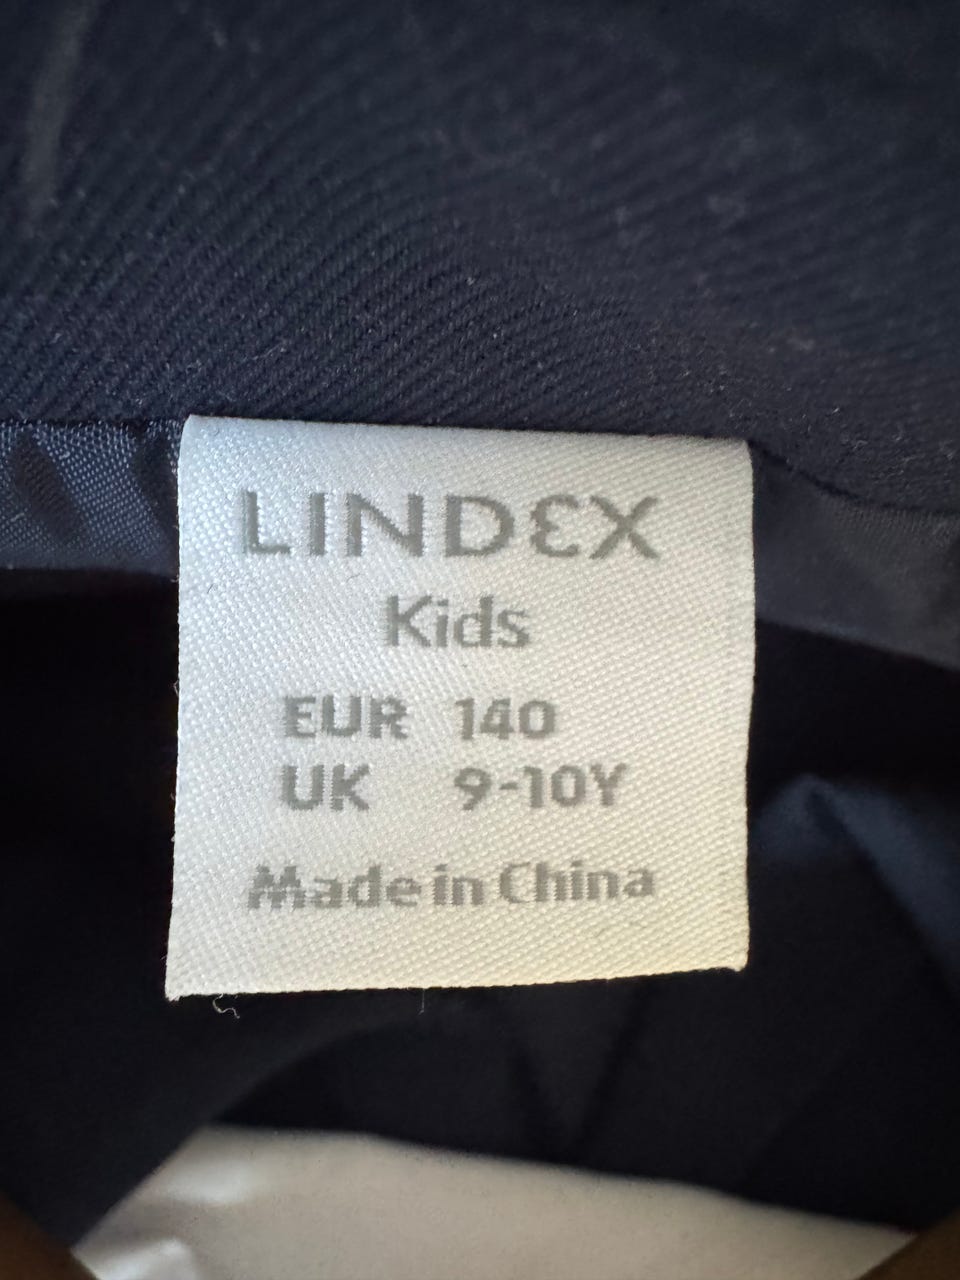 LINDEX
Kids
EUR 140
UK 9-10Y
Made in China